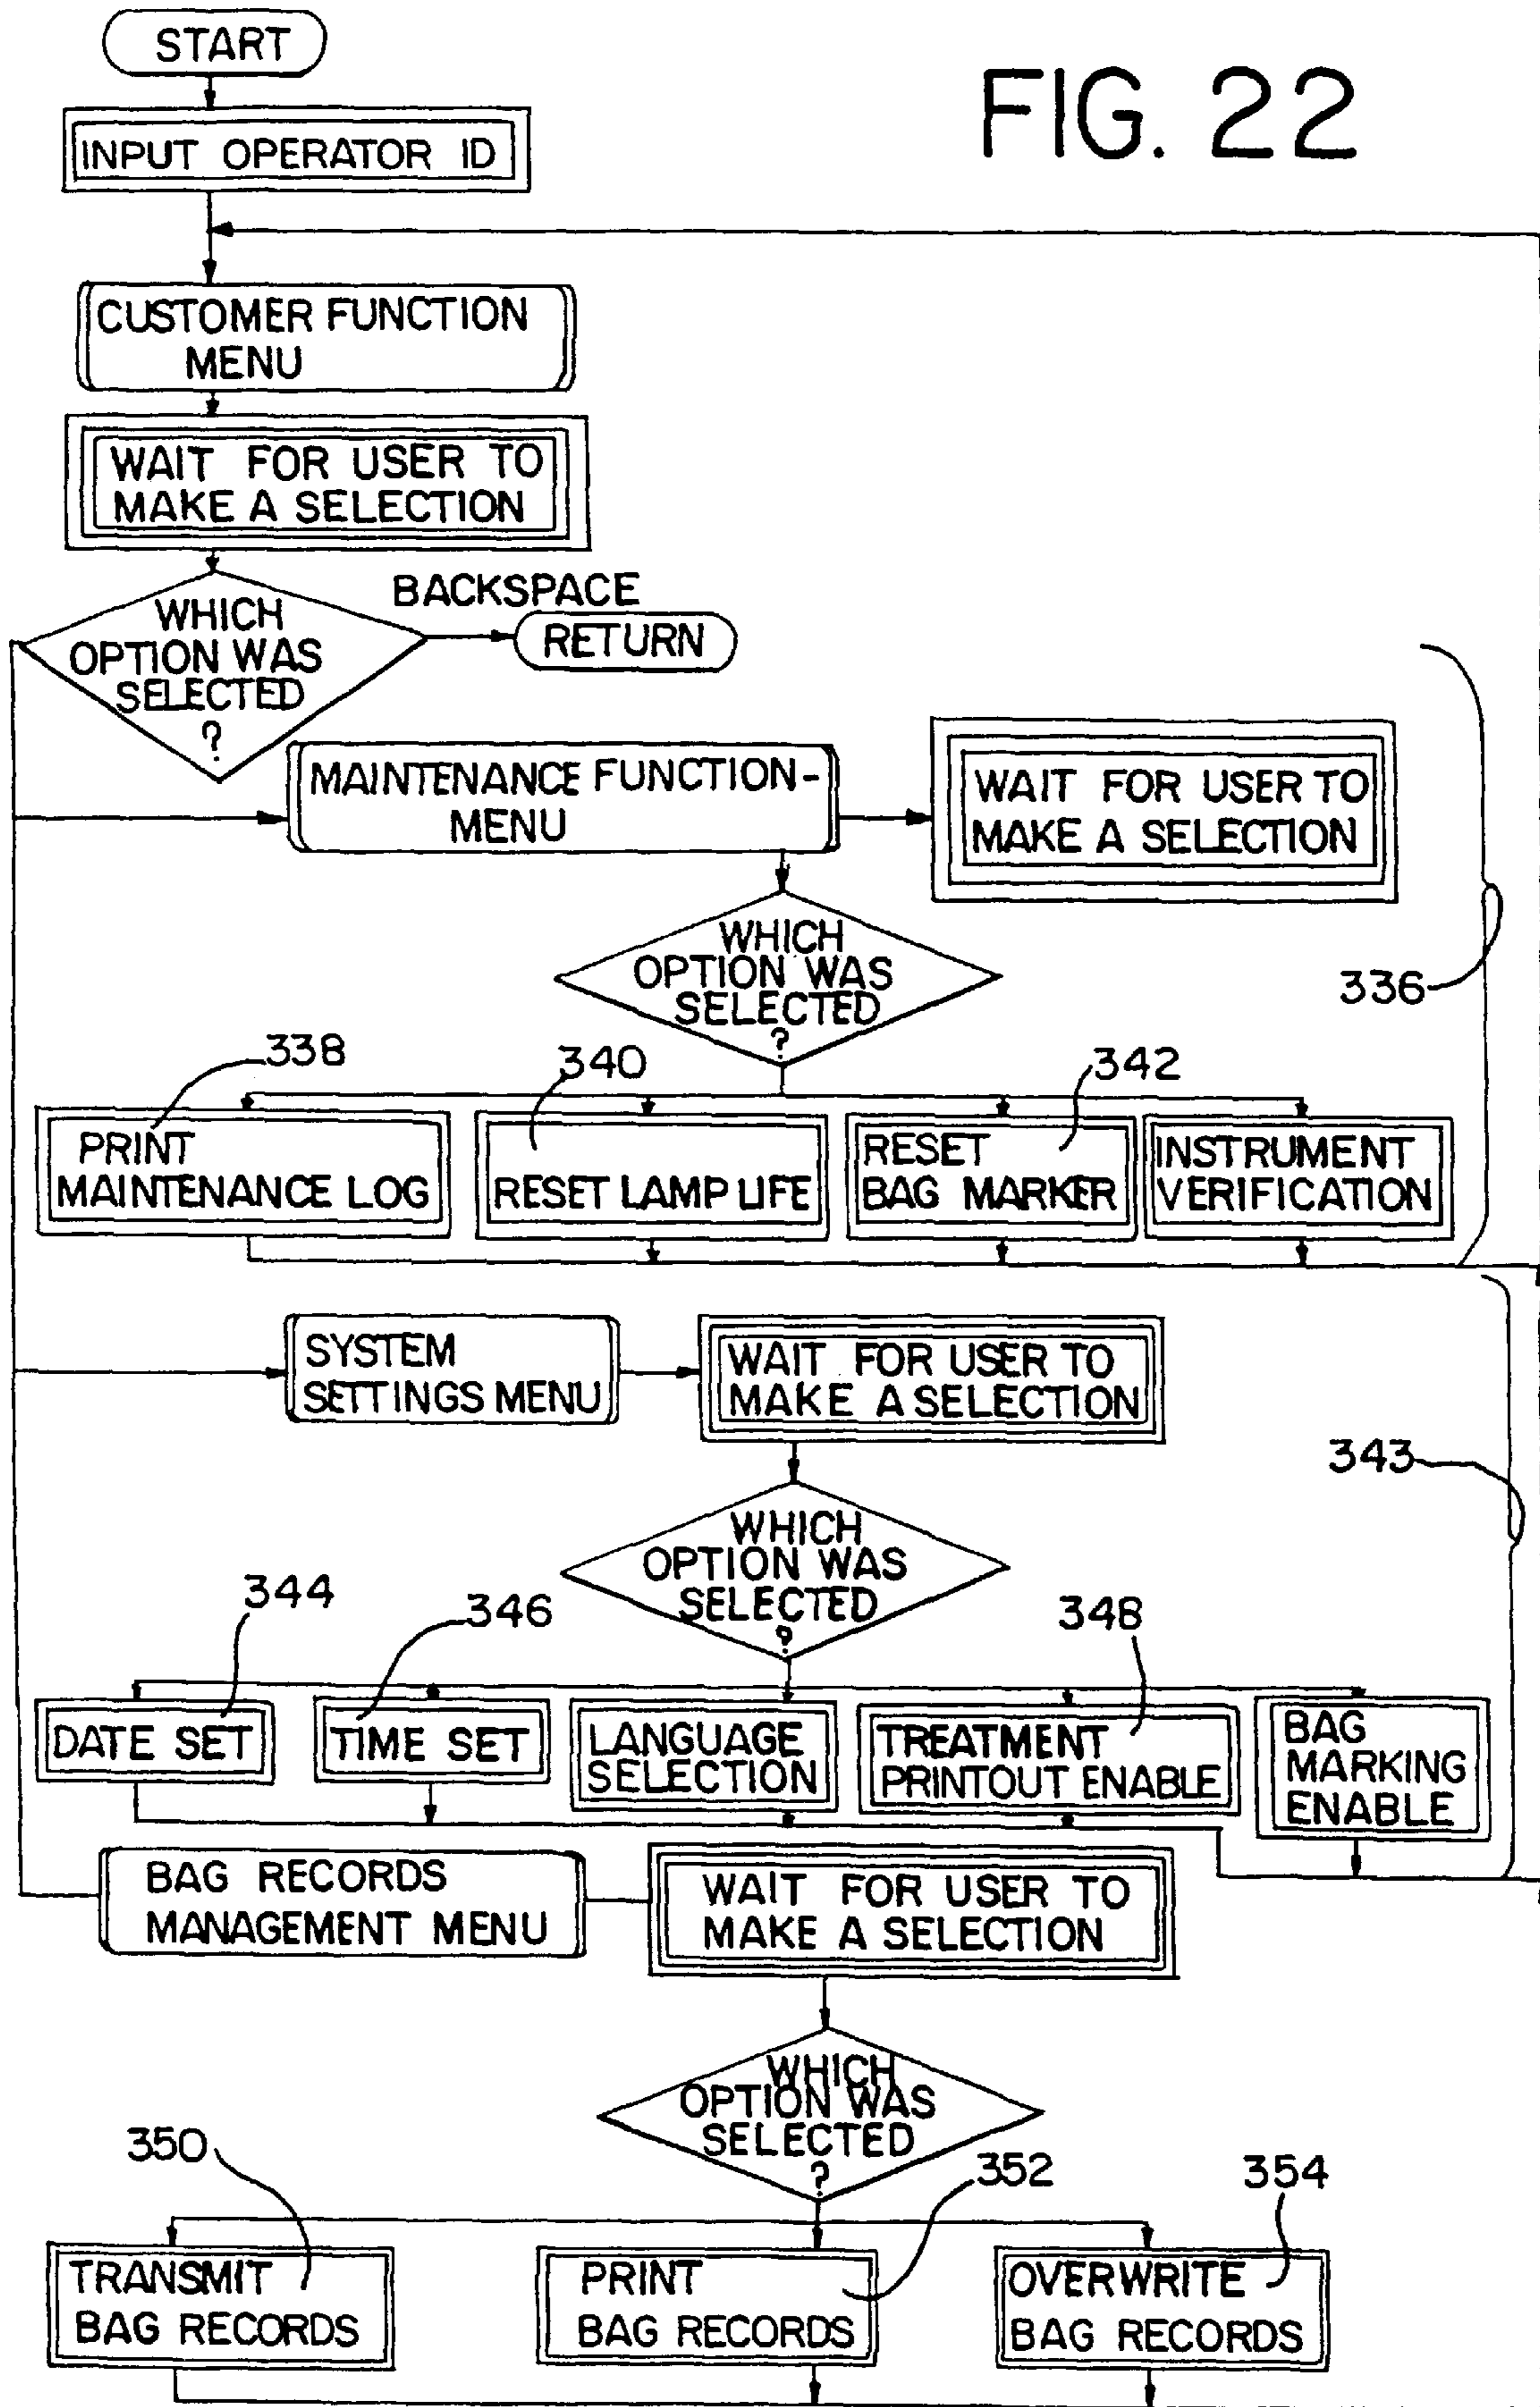 START
FIG. 22
INPUT OPERATOR ID
CUSTOMER FUNCTION
MENU
WAIT FOR USER TO
MAKE A SELECTION
BACKSPACE
WHICH
OPTION WAS
SELECTED
?
RETURN
MAINTENANCE FUNCTION-
MENU
WAIT FOR USER TO
MAKE A SELECTION
WHICH
OPTION WAS
SELECTED
?
336
338
340
342
PRINT
MAINTENANCE LOG
RESET LAMP LIFE
RESET
BAG MARKER
INSTRUMENT
VERIFICATION
SYSTEM
SETTINGS MENU
WAIT FOR USER TO
MAKE A SELECTION
343
WHICH
OPTION WAS
SELECTED
?
344
346
348
DATE SET
TIME SET
LANGUAGE
SELECTION
TREATMENT
PRINTOUT ENABLE
BAG
MARKING
ENABLE
BAG RECORDS
MANAGEMENT MENU
WAIT FOR USER TO
MAKE A SELECTION
WHICH
OPTION WAS
SELECTED
?
350
352
354
TRANSMIT
BAG RECORDS
PRINT
BAG RECORDS
OVERWRITE
BAG RECORDS